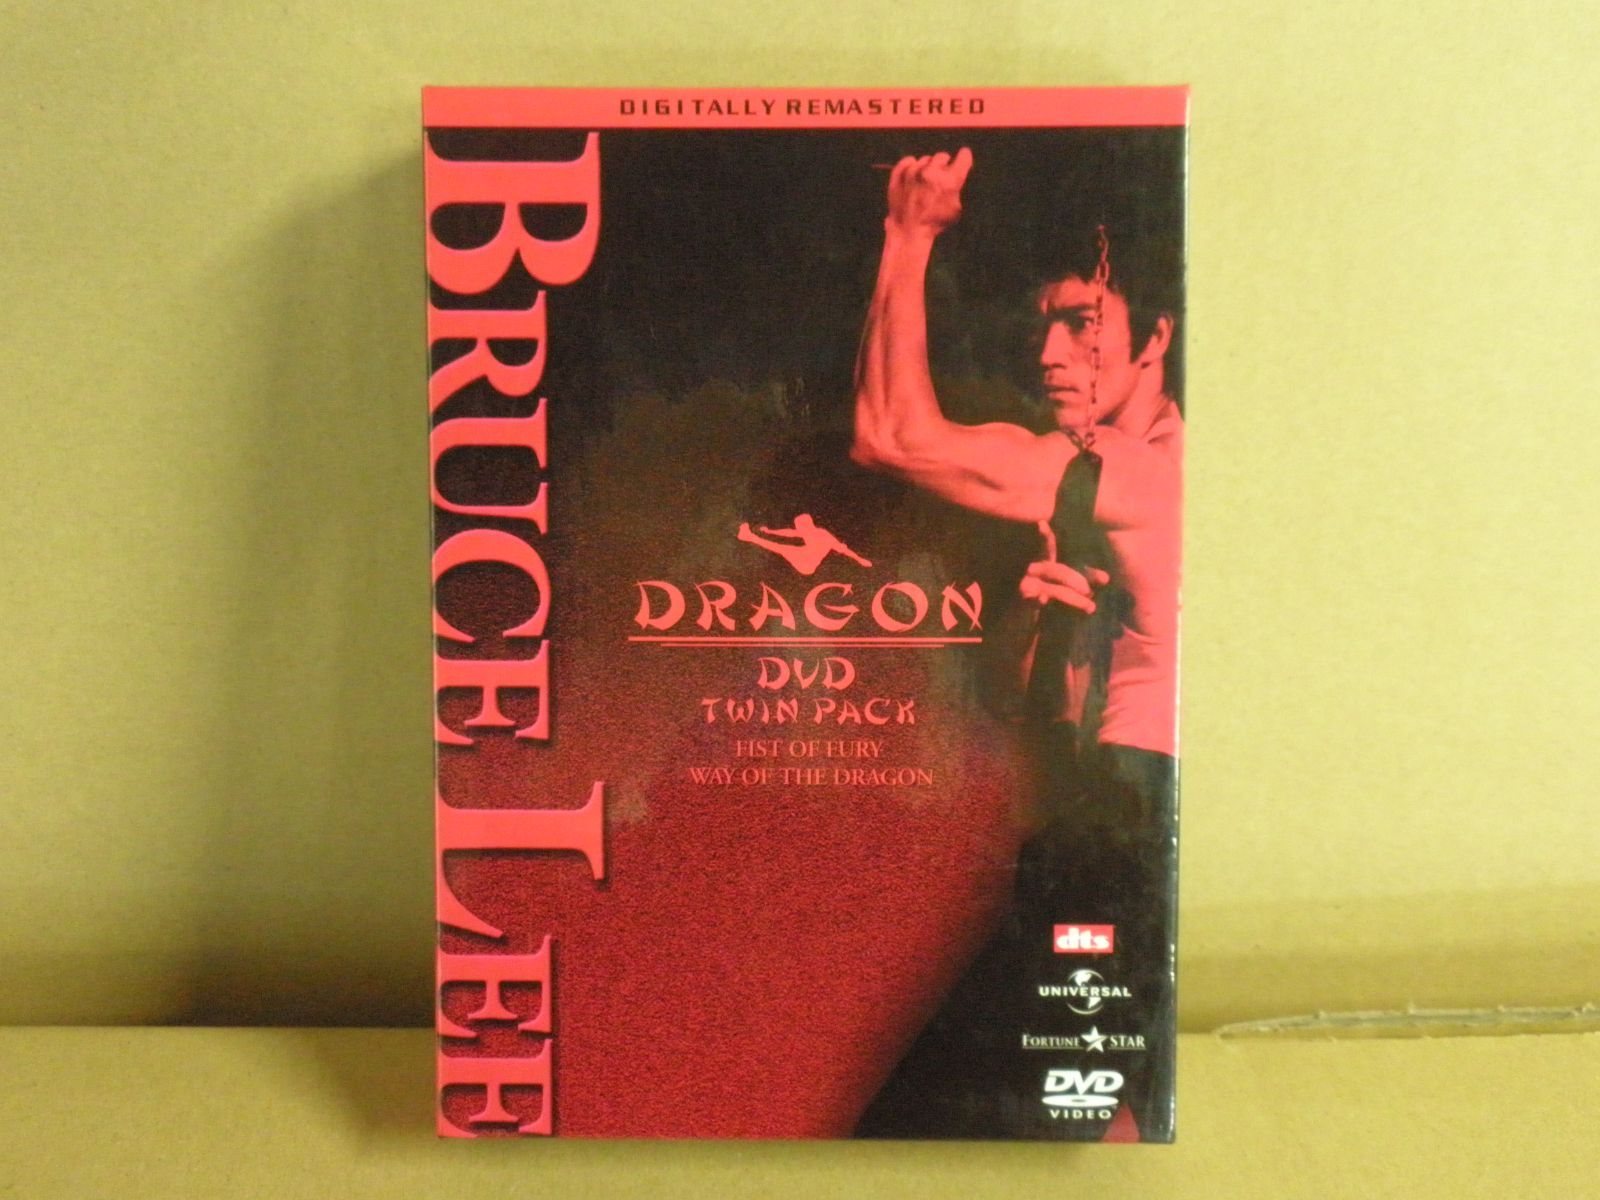 DIGITALLY REMASTERED
BRUCE LEE
DRAGON
DVD
TWIN PACK
FIST OF FURY
WAY OF THE DRAGON
dts
UNIVERSAL
FORTUNE STAR
DVD
VIDEO